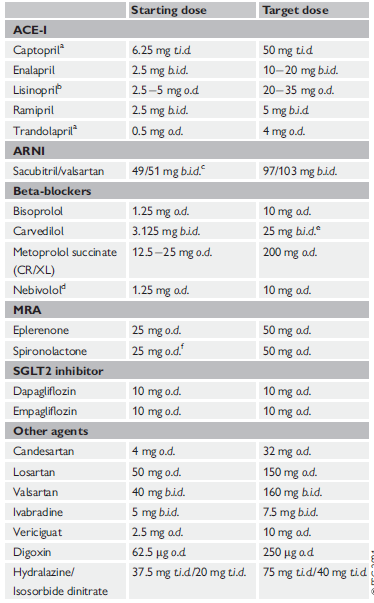 Starting dose Target dose
ACE-I
Captoprilᵃ 6.25 mg t.i.d. 50 mg t.i.d.
Enalapril 2.5 mg b.i.d. 10–20 mg b.i.d.
Lisinoprilᵇ 2.5–5 mg o.d. 20–35 mg o.d.
Ramipril 2.5 mg b.i.d. 5 mg b.i.d.
Trandolaprilᵃ 0.5 mg o.d. 4 mg o.d.
ARNI
Sacubitril/valsartan 49/51 mg b.i.d.ᶜ 97/103 mg b.i.d.
Beta-blockers
Bisoprolol 1.25 mg o.d. 10 mg o.d.
Carvedilol 3.125 mg b.i.d. 25 mg b.i.d.ᵉ
Metoprolol succinate 12.5–25 mg o.d. 200 mg o.d.
(CR/XL)
Nebivololᵈ 1.25 mg o.d. 10 mg o.d.
MRA
Eplerenone 25 mg o.d. 50 mg o.d.
Spironolactone 25 mg o.d.ᶠ 50 mg o.d.
SGLT2 inhibitor
Dapagliflozin 10 mg o.d. 10 mg o.d.
Empagliflozin 10 mg o.d. 10 mg o.d.
Other agents
Candesartan 4 mg o.d. 32 mg o.d.
Losartan 50 mg o.d. 150 mg o.d.
Valsartan 40 mg b.i.d. 160 mg b.i.d.
Ivabradine 5 mg b.i.d. 7.5 mg b.i.d.
Vericiguat 2.5 mg o.d. 10 mg o.d.
Digoxin 62.5 µg o.d. 250 µg o.d.
Hydralazine/ 37.5 mg t.i.d./20 mg t.i.d. 75 mg t.i.d./40 mg t.i.d.
Isosorbide dinitrate